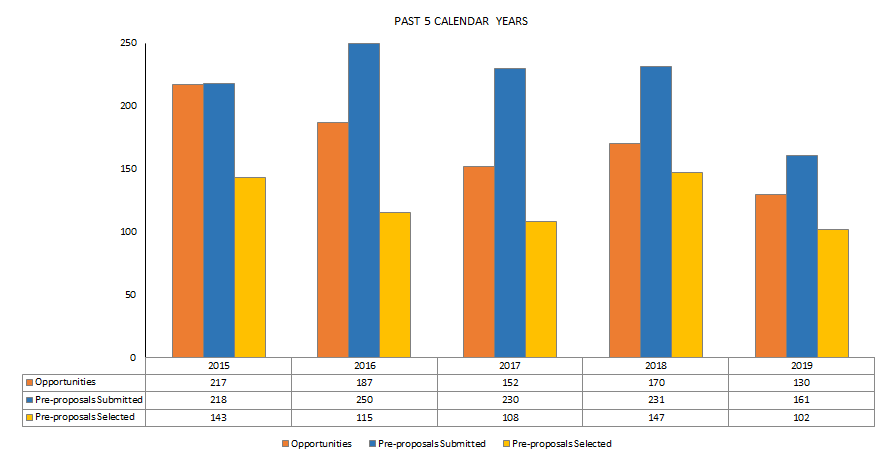 PAST 5 CALENDAR YEARS
250
200
150
100
50
0
2015 2016 2017 2018 2019
Opportunities 217 187 152 170 130
Pre-proposals Submitted 218 250 230 231 161
Pre-proposals Selected 143 115 108 147 102
Opportunities Pre-proposals Submitted Pre-proposals Selected